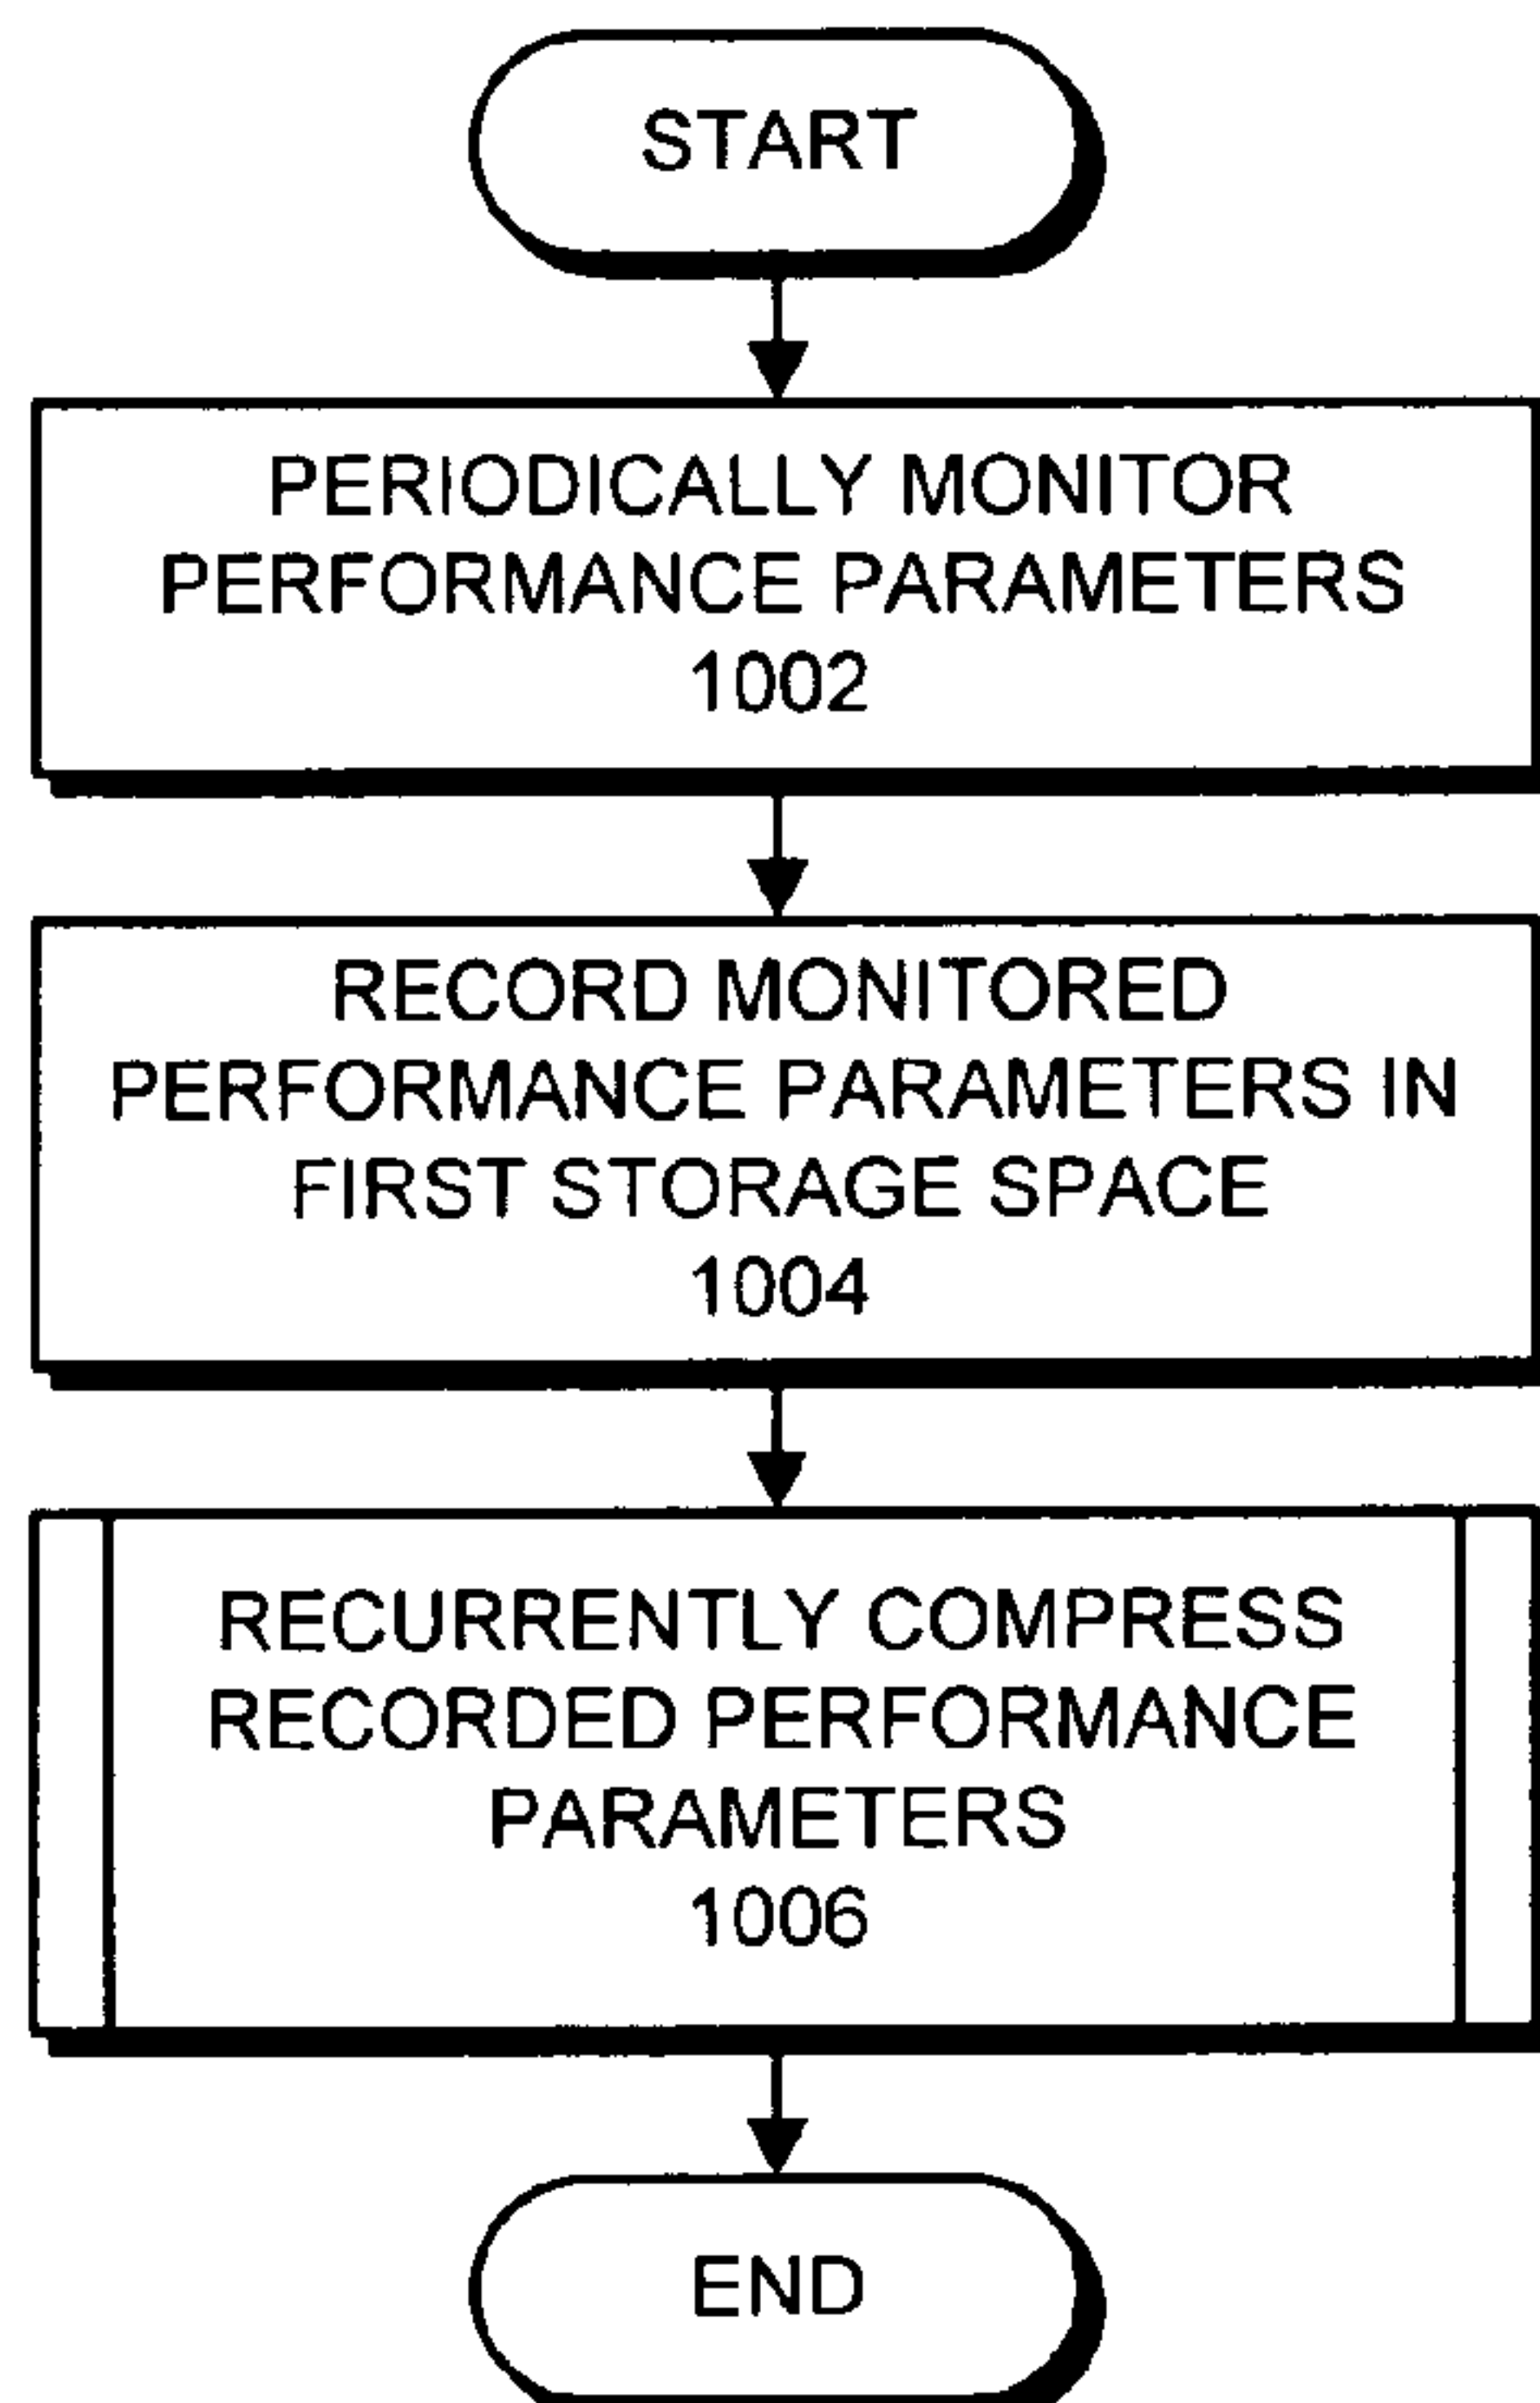 START
PERIODICALLY MONITOR
PERFORMANCE PARAMETERS
1002
RECORD MONITORED
PERFORMANCE PARAMETERS IN
FIRST STORAGE SPACE
1004
RECURRENTLY COMPRESS
RECORDED PERFORMANCE
PARAMETERS
1006
END